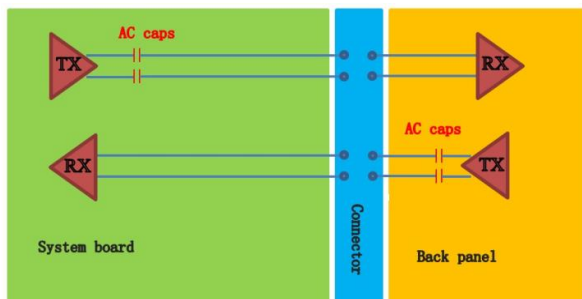 AC caps
TX
RX
AC caps
RX
TX
Connector
System board
Back panel